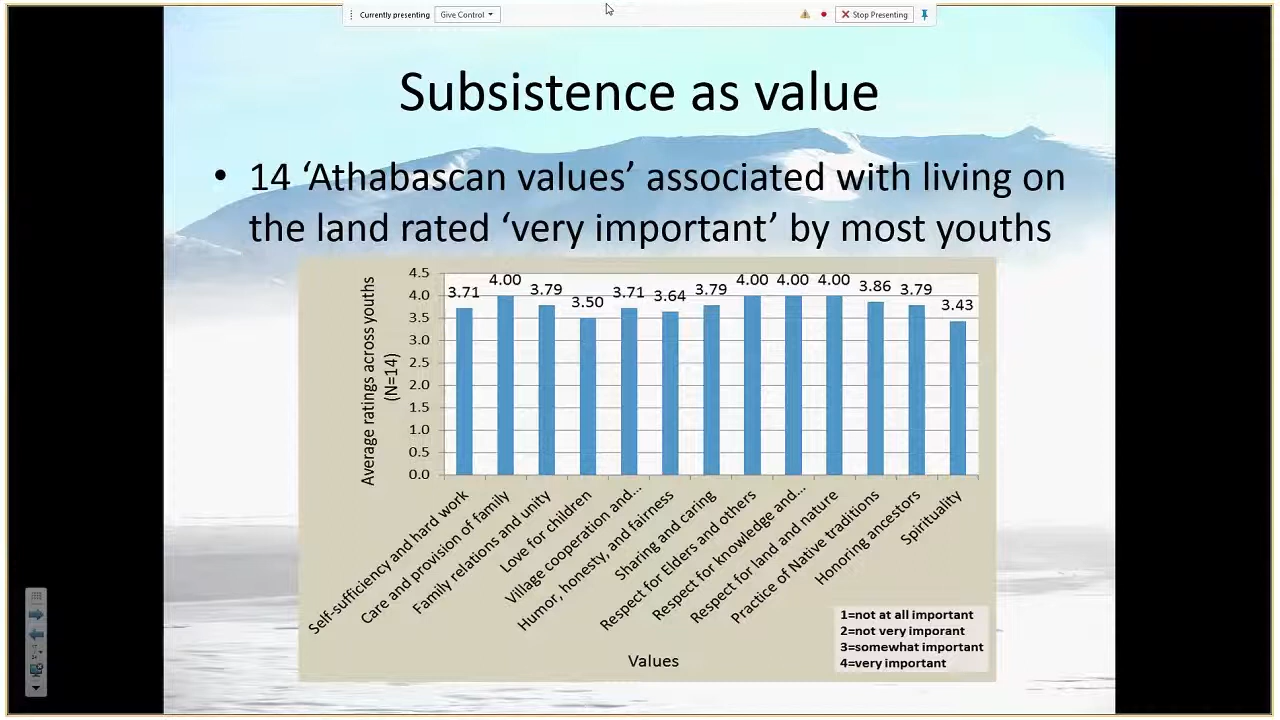 Currently presenting
Give Control
Stop Presenting
Subsistence as value
• 14 ‘Athabascan values’ associated with living on
the land rated ‘very important’ by most youths
Average ratings across youths
(N=14)
4.5
4.0
3.5
3.0
2.5
2.0
1.5
1.0
0.5
0.0
3.71
4.00
3.79
3.50
3.71
3.64
3.79
4.00
4.00
4.00
3.86
3.79
3.43
Self-sufficiency and hard work
Care and provision of family
Family relations and unity
Love for children
Village cooperation and...
Humor, honesty, and fairness
Sharing and caring
Respect for Elders and others
Respect for knowledge and...
Respect for land and nature
Practice of Native traditions
Honoring ancestors
Spirituality
Values
1=not at all important
2=not very imporant
3=somewhat important
4=very important